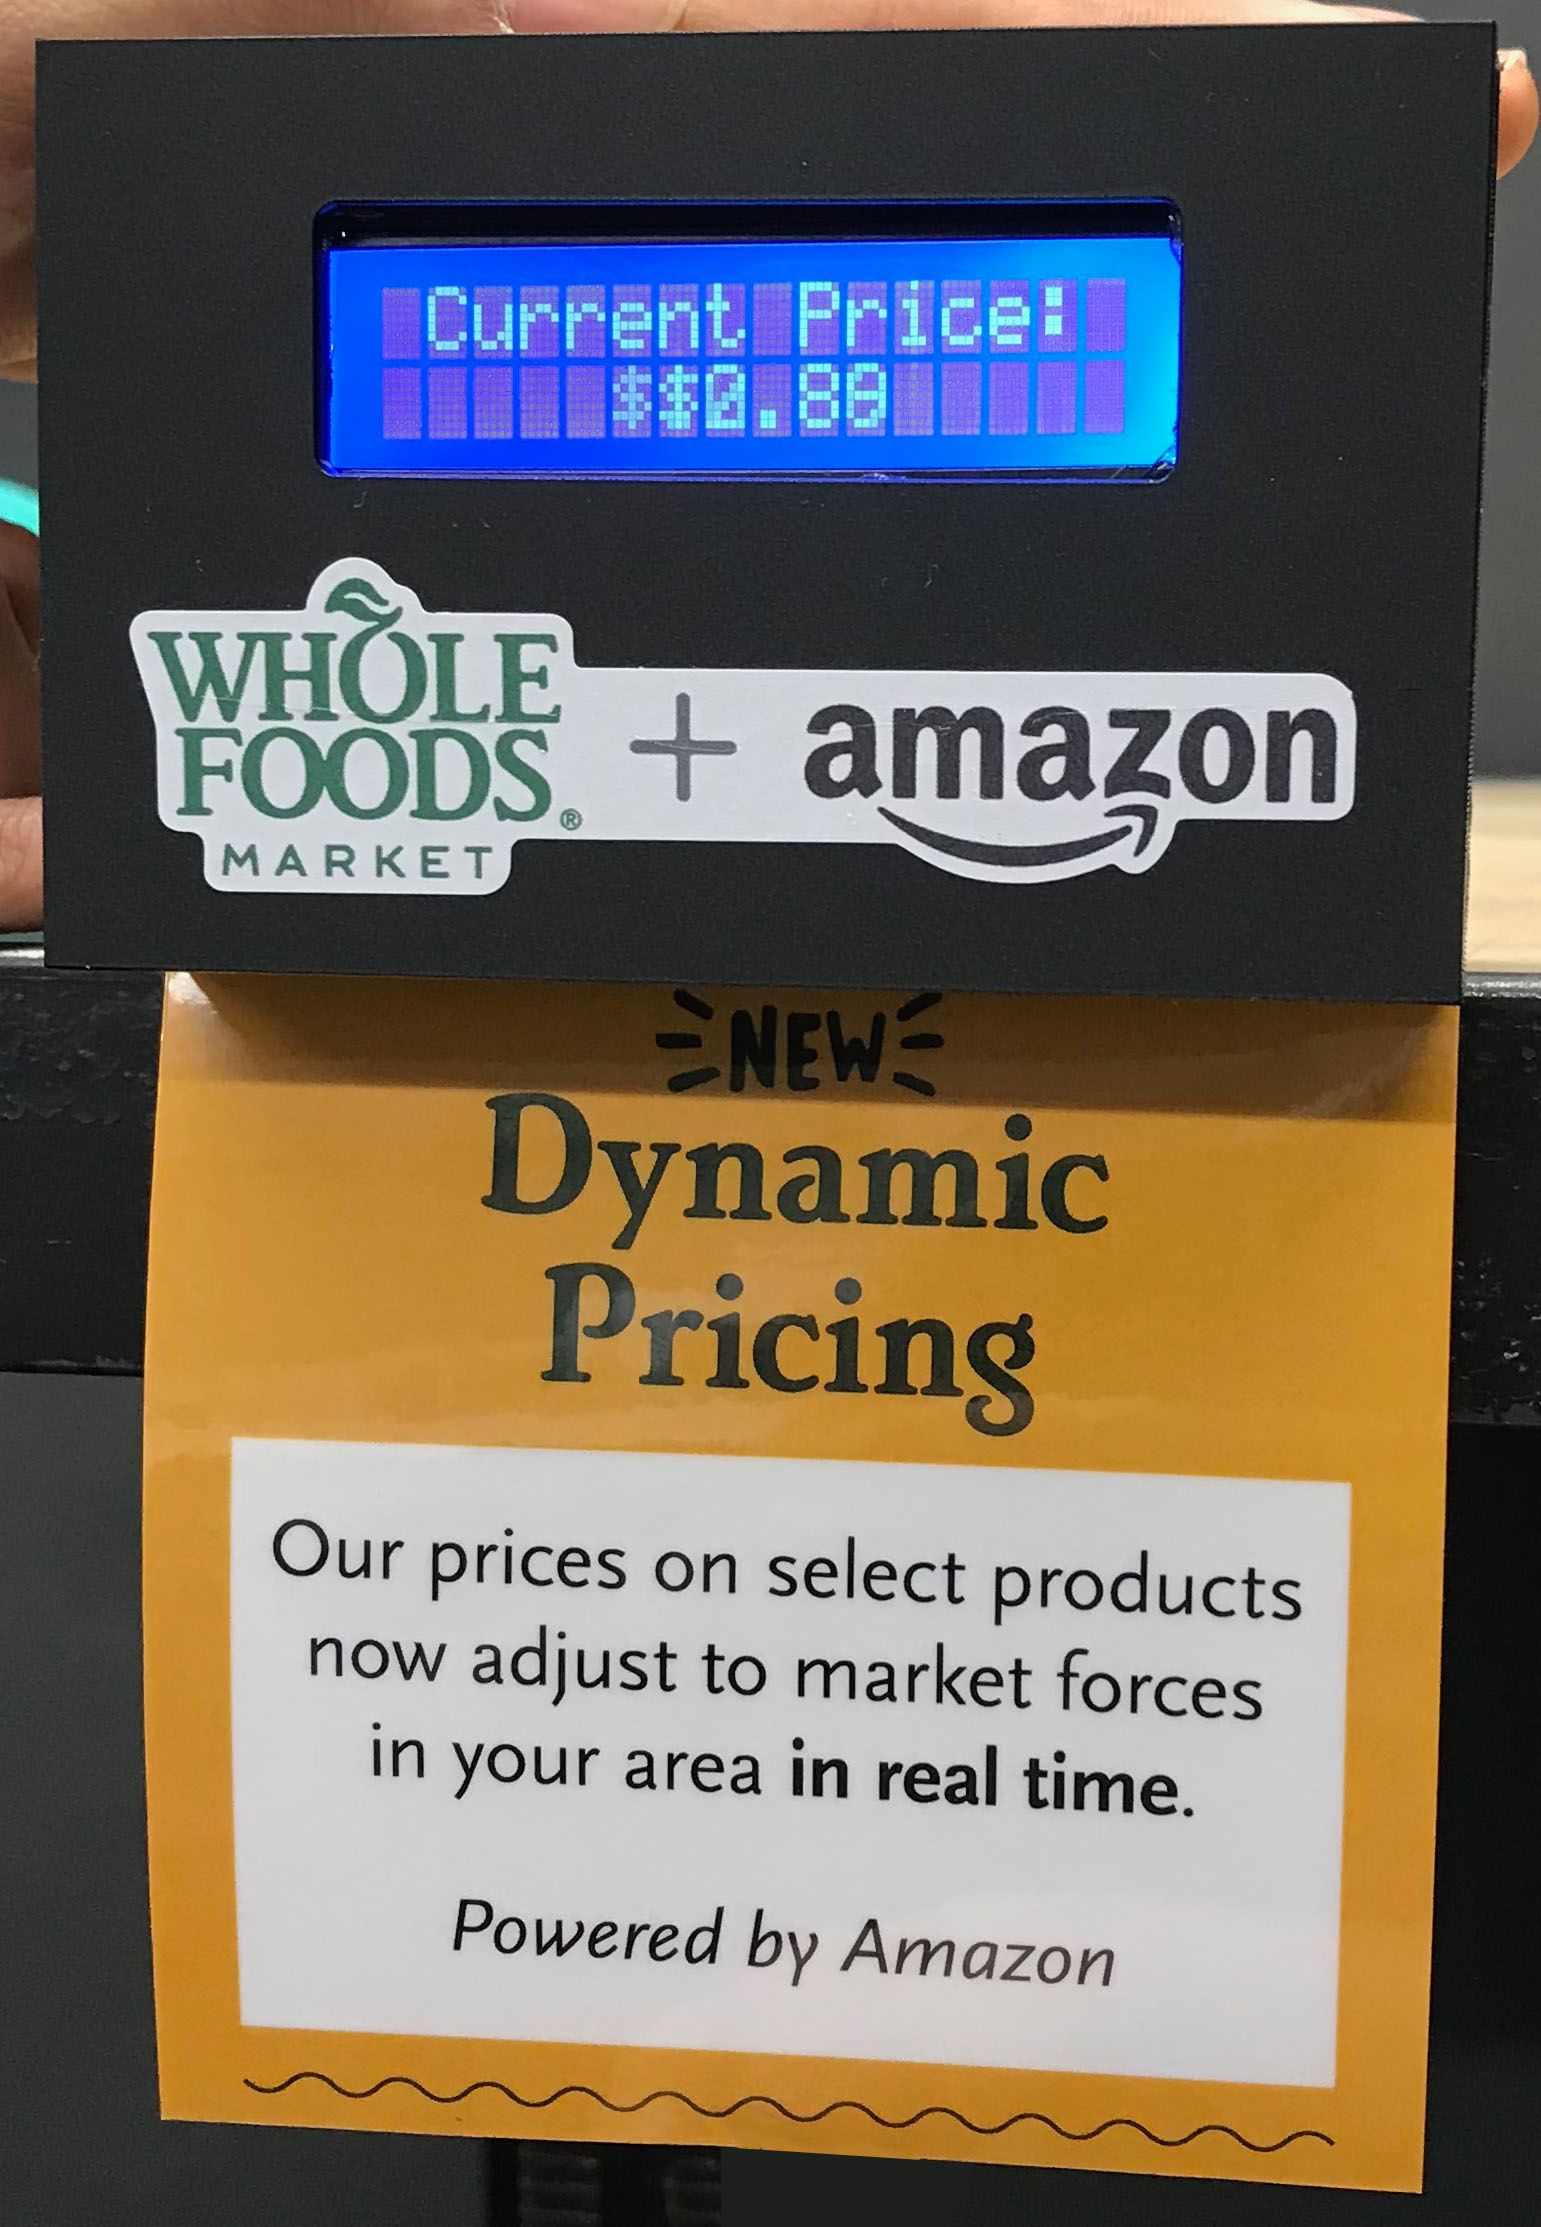 Current Price:
$$0.89
WHOLE
FOODS®
MARKET
+ amazon
NEW
Dynamic
Pricing
Our prices on select products
now adjust to market forces
in your area in real time.
Powered by Amazon